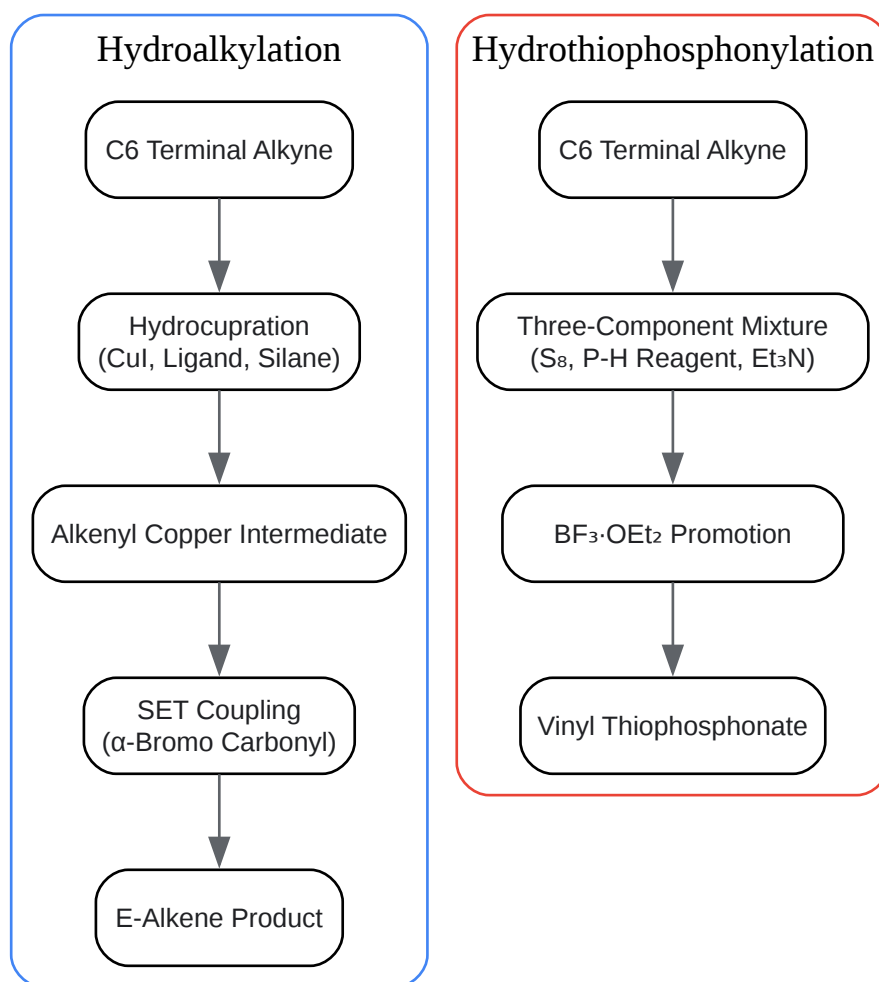 Hydroalkylation
C6 Terminal Alkyne
Hydrocupration
(CuI, Ligand, Silane)
Alkenyl Copper Intermediate
SET Coupling
(α-Bromo Carbonyl)
E-Alkene Product
Hydrothiophosphonylation
C6 Terminal Alkyne
Three-Component Mixture
(S₈, P-H Reagent, Et₃N)
BF₃·OEt₂ Promotion
Vinyl Thiophosphonate